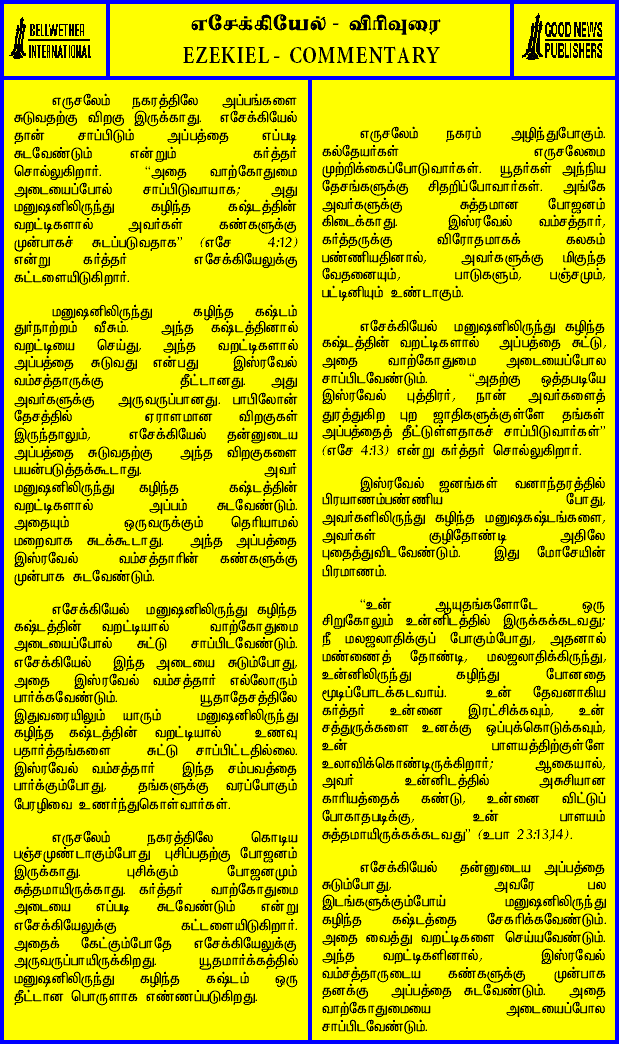 BELLWETHER
INTERNATIONAL
எசேக்கியேல் - விரிவுரை
EZEKIEL - COMMENTARY
GOOD NEWS
PUBLISHERS
எருசலேம் நகரத்திலே அப்பங்களை
சுடுவதற்கு விறகு இருக்காது. எசேக்கியேல்
தான் சாப்பிடும் அப்பத்தை எப்படி
சுடவேண்டும் என்றும் கர்த்தர்
சொல்லுகிறார். “அதை வாற்கோதுமை
அடையைப்போல் சாப்பிடுவாயாக; அது
மனுஷனிலிருந்து கழிந்த கஷ்டத்தின்
வறட்டிகளால் அவர்கள் கண்களுக்கு
முன்பாகச் சுடப்படுவதாக” (எசே 4:12)
என்று கர்த்தர் எசேக்கியேலுக்கு
கட்டளையிடுகிறார்.
மனுஷனிலிருந்து கழிந்த கஷ்டம்
துர்நாற்றம் வீசும். அந்த கஷ்டத்தினால்
வறட்டியை செய்து, அந்த வறட்டிகளால்
அப்பத்தை சுடுவது என்பது இஸ்ரவேல்
வம்சத்தாருக்கு தீட்டானது. அது
அவர்களுக்கு அருவருப்பானது. பாபிலோன்
தேசத்தில் ஏராளமான விறகுகள்
இருந்தாலும், எசேக்கியேல் தன்னுடைய
அப்பத்தை சுடுவதற்கு அந்த விறகுகளை
பயன்படுத்தக்கூடாது. அவர்
மனுஷனிலிருந்து கழிந்த கஷ்டத்தின்
வறட்டிகளால் அப்பம் சுடவேண்டும்.
அதையும் ஒருவருக்கும் தெரியாமல்
மறைவாக சுடக்கூடாது. அந்த அப்பத்தை
இஸ்ரவேல் வம்சத்தாரின் கண்களுக்கு
முன்பாக சுடவேண்டும்.
எசேக்கியேல் மனுஷனிலிருந்து கழிந்த
கஷ்டத்தின் வறட்டியால் வாற்கோதுமை
அடையைப்போல் சுட்டு சாப்பிடவேண்டும்.
எசேக்கியேல் இந்த அடையை சுடும்போது,
அதை இஸ்ரவேல் வம்சத்தார் எல்லோரும்
பார்க்கவேண்டும். யூதாதேசத்திலே
இதுவரையிலும் யாரும் மனுஷனிலிருந்து
கழிந்த கஷ்டத்தின் வறட்டியால் உணவு
பதார்த்தங்களை சுட்டு சாப்பிட்டதில்லை.
இஸ்ரவேல் வம்சத்தார் இந்த சம்பவத்தை
பார்க்கும்போது, தங்களுக்கு வரப்போகும்
பேரழிவை உணர்ந்துகொள்வார்கள்.
எருசலேம் நகரத்திலே கொடிய
பஞ்சமுண்டாகும்போது புசிப்பதற்கு போஜனம்
இருக்காது. புசிக்கும் போஜனமும்
சுத்தமாயிருக்காது. கர்த்தர் வாற்கோதுமை
அடையை எப்படி சுடவேண்டும் என்று
எசேக்கியேலுக்கு கட்டளையிடுகிறார்.
அதைக் கேட்கும்போதே எசேக்கியேலுக்கு
அருவருப்பாயிருக்கிறது. யூதமார்க்கத்தில்
மனுஷனிலிருந்து கழிந்த கஷ்டம் ஒரு
தீட்டான பொருளாக எண்ணப்படுகிறது.
எருசலேம் நகரம் அழிந்துபோகும்.
கல்தேயர்கள் எருசலேமை
முற்றிக்கைப்போடுவார்கள். யூதர்கள் அந்நிய
தேசங்களுக்கு சிதறிப்போவார்கள். அங்கே
அவர்களுக்கு சுத்தமான போஜனம்
கிடைக்காது. இஸ்ரவேல் வம்சத்தார்,
கர்த்தருக்கு விரோதமாகக் கலகம்
பண்ணியதினால், அவர்களுக்கு மிகுந்த
வேதனையும், பாடுகளும், பஞ்சமும்,
பட்டினியும் உண்டாகும்.
எசேக்கியேல் மனுஷனிலிருந்து கழிந்த
கஷ்டத்தின் வறட்டிகளால் அப்பத்தை சுட்டு,
அதை வாற்கோதுமை அடையைப்போல
சாப்பிடவேண்டும். “அதற்கு ஒத்தபடியே
இஸ்ரவேல் புத்திரர், நான் அவர்களைத்
துரத்துகிற புற ஜாதிகளுக்குள்ளே தங்கள்
அப்பத்தைத் தீட்டுள்ளதாகச் சாப்பிடுவார்கள்”
(எசே 4:13) என்று கர்த்தர் சொல்லுகிறார்.
இஸ்ரவேல் ஜனங்கள் வனாந்தரத்தில்
பிரயாணம்பண்ணிய போது,
அவர்களிலிருந்து கழிந்த மனுஷகஷ்டங்களை,
அவர்கள் குழிதோண்டி அதிலே
புதைத்துவிடவேண்டும். இது மோசேயின்
பிரமாணம்.
“உன் ஆயுதங்களோடே ஒரு
சிறுகோலும் உன்னிடத்தில் இருக்கக்கடவது;
நீ மலஜலாதிக்குப் போகும்போது, அதனால்
மண்ணைத் தோண்டி, மலஜலாதிக்கிருந்து,
உன்னிலிருந்து கழிந்து போனதை
மூடிப்போடக்கடவாய். உன் தேவனாகிய
கர்த்தர் உன்னை இரட்சிக்கவும், உன்
சத்துருக்களை உனக்கு ஒப்புக்கொடுக்கவும்,
உன் பாளயத்திற்குள்ளே
உலாவிக்கொண்டிருக்கிறார்; ஆகையால்,
அவர் உன்னிடத்தில் அசுசியான
காரியத்தைக் கண்டு, உன்னை விட்டுப்
போகாதபடிக்கு, உன் பாளயம்
சுத்தமாயிருக்கக்கடவது” (உபா 23:13,14).
எசேக்கியேல் தன்னுடைய அப்பத்தை
சுடும்போது, அவரே பல
இடங்களுக்கும்போய் மனுஷனிலிருந்து
கழிந்த கஷ்டத்தை சேகரிக்கவேண்டும்.
அதை வைத்து வறட்டிகளை செய்யவேண்டும்.
அந்த வறட்டிகளினால், இஸ்ரவேல்
வம்சத்தாருடைய கண்களுக்கு முன்பாக
தனக்கு அப்பத்தை சுடவேண்டும். அதை
வாற்கோதுமையை அடையைப்போல
சாப்பிடவேண்டும்.